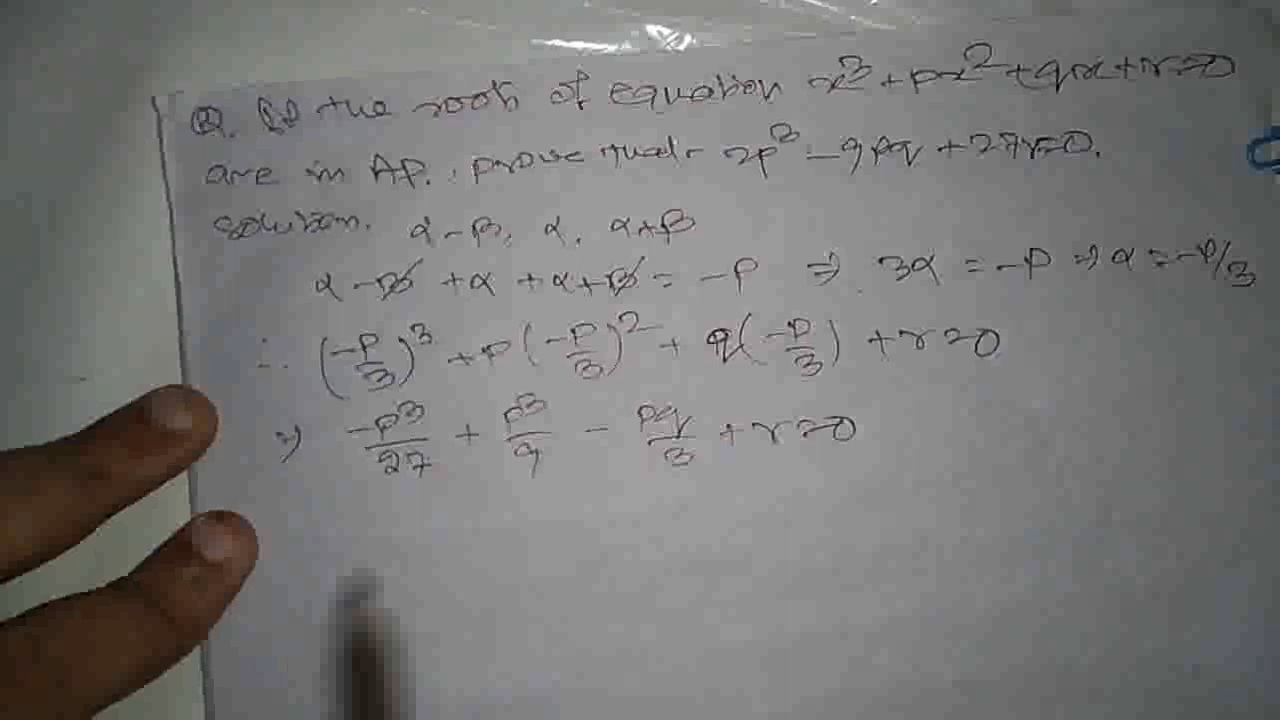 Q. If the roots of equation x³ + px² + qx + r = 0
are in AP. prove that 2p³ - 9pq + 27r = 0.
solution. α - β, α, α + β
α - β + α + α + β = -p ⇒ 3α = -p ⇒ α = -p/3
∴ (-p/3)³ + p(-p/3)² + q(-p/3) + r = 0
⇒ -p³/27 + p³/9 - pq/3 + r = 0